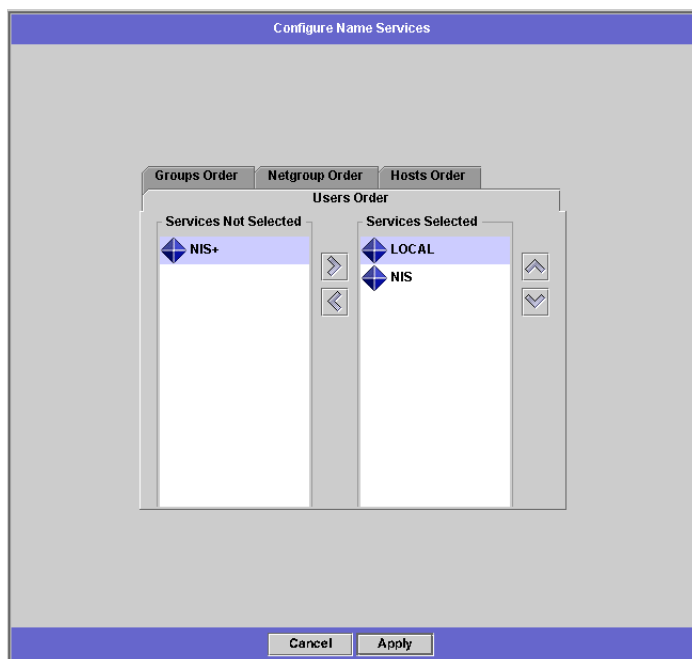 Configure Name Services
Groups Order Netgroup Order Hosts Order
Users Order
Services Not Selected Services Selected
NIS+ LOCAL
NIS
Cancel Apply